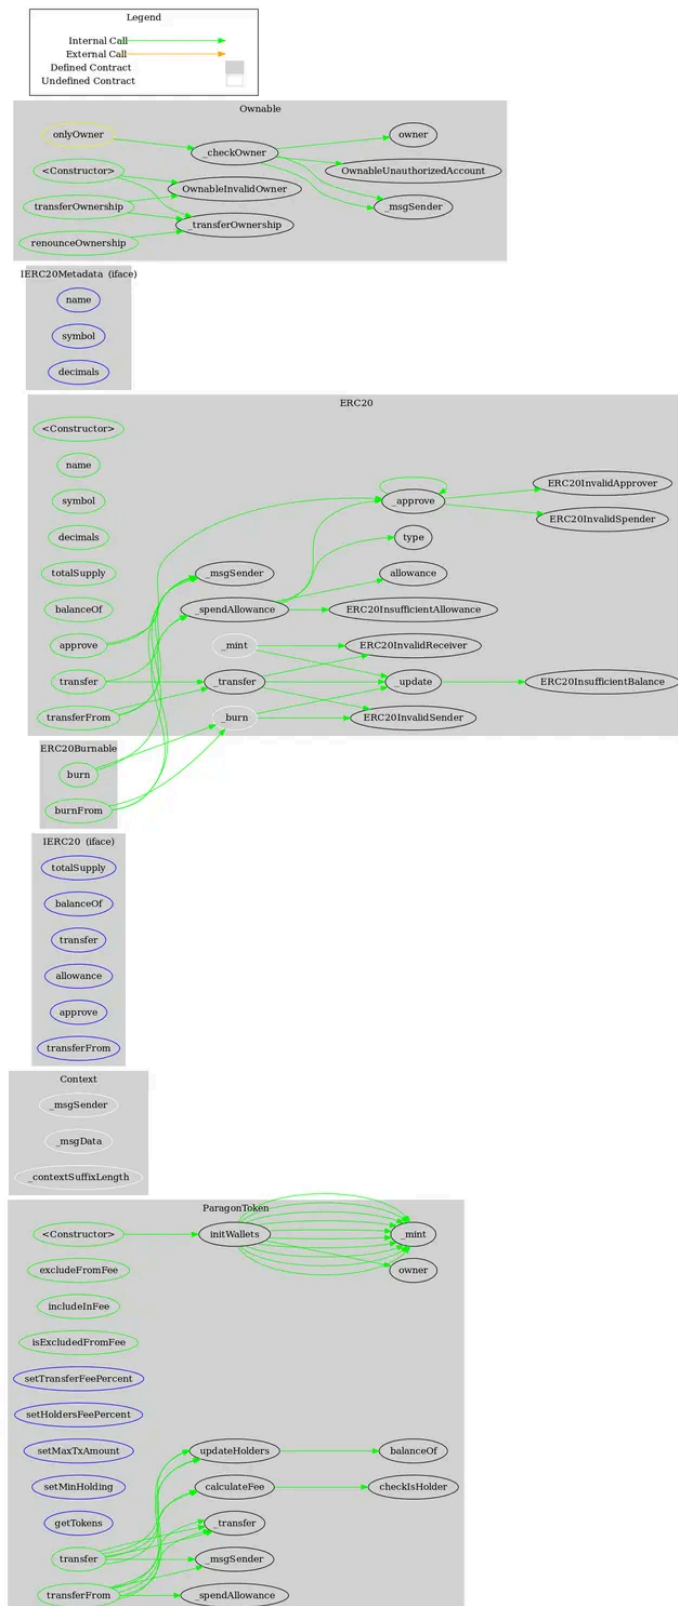 Legend
Internal Call
External Call
Defined Contract
Undefined Contract
Ownable
onlyOwner
owner
_checkOwner
<Constructor>
OwnableUnauthorizedAccount
OwnableInvalidOwner
transferOwnership
_msgSender
_transferOwnership
renounceOwnership
IERC20Metadata (iface)
name
symbol
decimals
ERC20
<Constructor>
name
ERC20InvalidApprover
symbol
_approve
ERC20InvalidSpender
decimals
type
totalSupply
_msgSender
allowance
balanceOf
_spendAllowance
ERC20InsufficientAllowance
approve
_mint
ERC20InvalidReceiver
transfer
_transfer
_update
ERC20InsufficientBalance
transferFrom
_burn
ERC20InvalidSender
ERC20Burnable
burn
burnFrom
IERC20 (iface)
totalSupply
balanceOf
transfer
allowance
approve
transferFrom
Context
_msgSender
_msgData
_contextSuffixLength
ParagonToken
<Constructor>
initWallets
_mint
excludeFromFee
owner
includeInFee
isExcludedFromFee
setTransferFeePercent
setHoldersFeePercent
setMaxTxAmount
updateHolders
balanceOf
setMinHolding
calculateFee
checkIsHolder
getTokens
_transfer
transfer
_msgSender
transferFrom
_spendAllowance